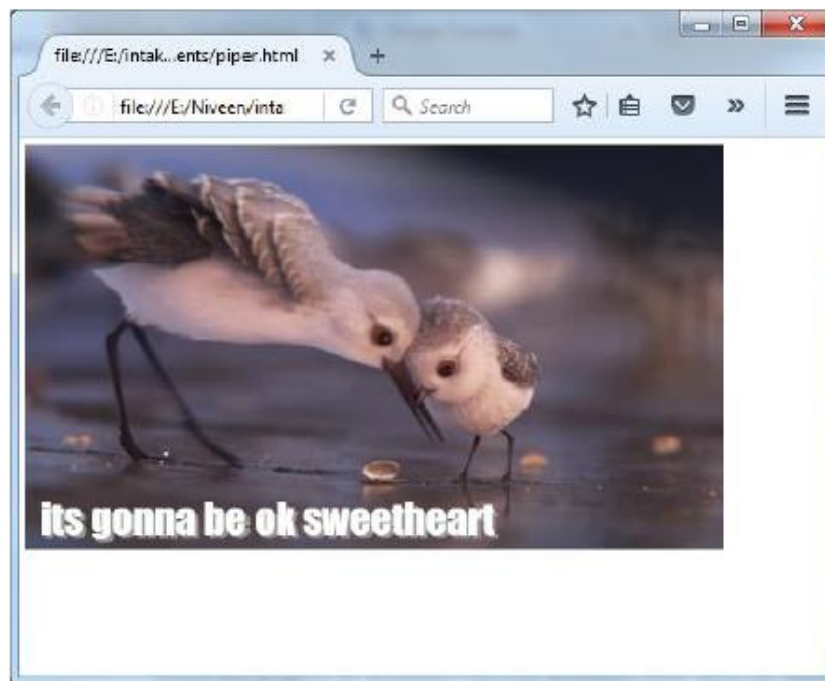 file:///E:/intak...ents/piper.html
file:///E:/Niveen/inta
Search
its gonna be ok sweetheart